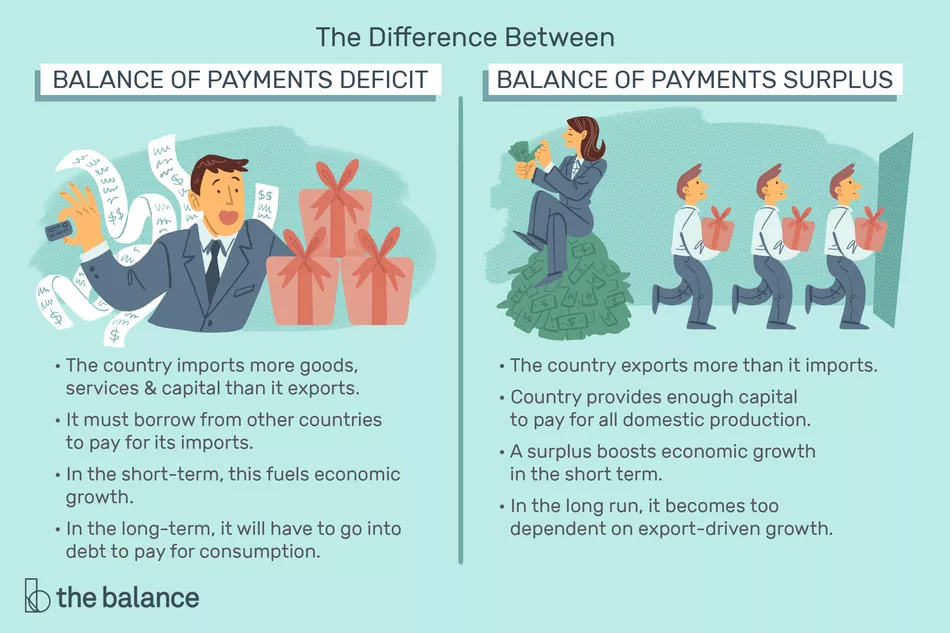 The Difference Between
BALANCE OF PAYMENTS DEFICIT
$$
$
$$
$
$
• The country imports more goods,
services & capital than it exports.
• It must borrow from other countries
to pay for its imports.
• In the short-term, this fuels economic
growth.
• In the long-term, it will have to go into
debt to pay for consumption.
BALANCE OF PAYMENTS SURPLUS
• The country exports more than it imports.
• Country provides enough capital
to pay for all domestic production.
• A surplus boosts economic growth
in the short term.
• In the long run, it becomes too
dependent on export-driven growth.
the balance